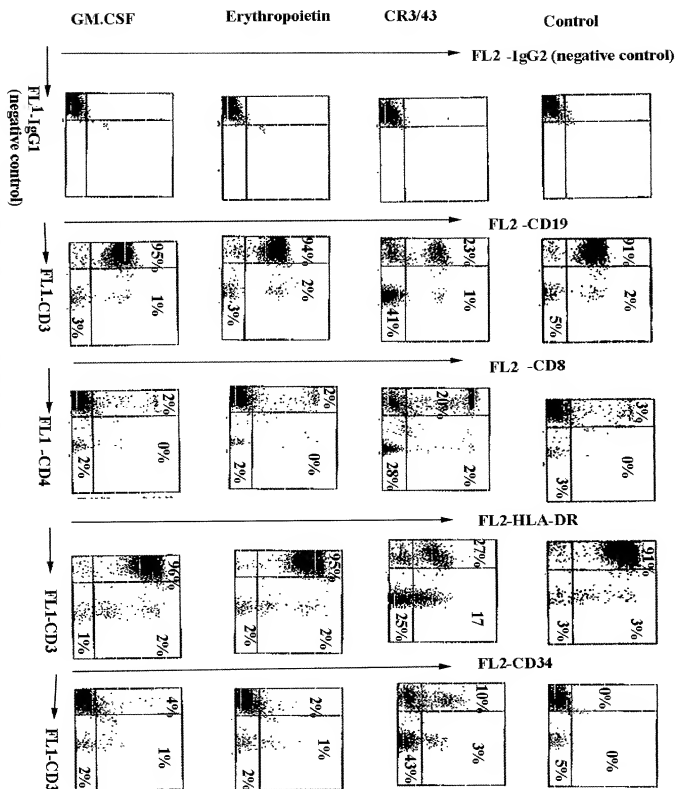 GM.CSF Erythropoietin CR3/43 Control
FL2 -IgG2 (negative control)
FL1-IgG1
(negative control)
FL2 -CD19
FL1-CD3
95% 1% 3%
94% 2% 3%
23% 1% 41%
91% 2% 5%
FL2 -CD8
FL1 -CD4
2% 0% 2%
2% 0% 2%
20% 2% 28%
3% 0% 3%
FL2-HLA-DR
FL1-CD3
96% 2% 1%
95% 2% 2%
27% 17 25%
91% 3% 3%
FL2-CD34
FL1-CD3
4% 1% 2%
2% 1% 2%
10% 3% 43%
0% 0% 5%